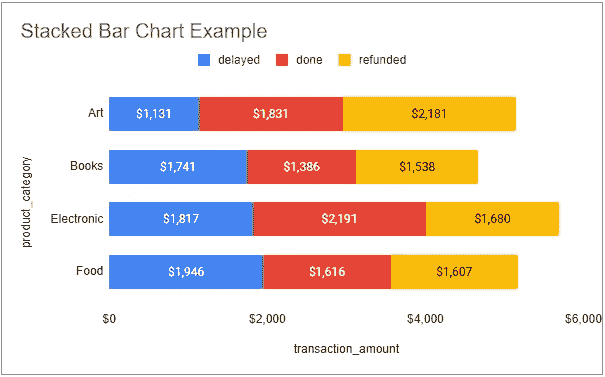 Stacked Bar Chart Example
delayed done refunded
Art $1,131 $1,831 $2,181
Books $1,741 $1,386 $1,538
Electronic $1,817 $2,191 $1,680
Food $1,946 $1,616 $1,607
product_category
$0 $2,000 $4,000 $6,000
transaction_amount